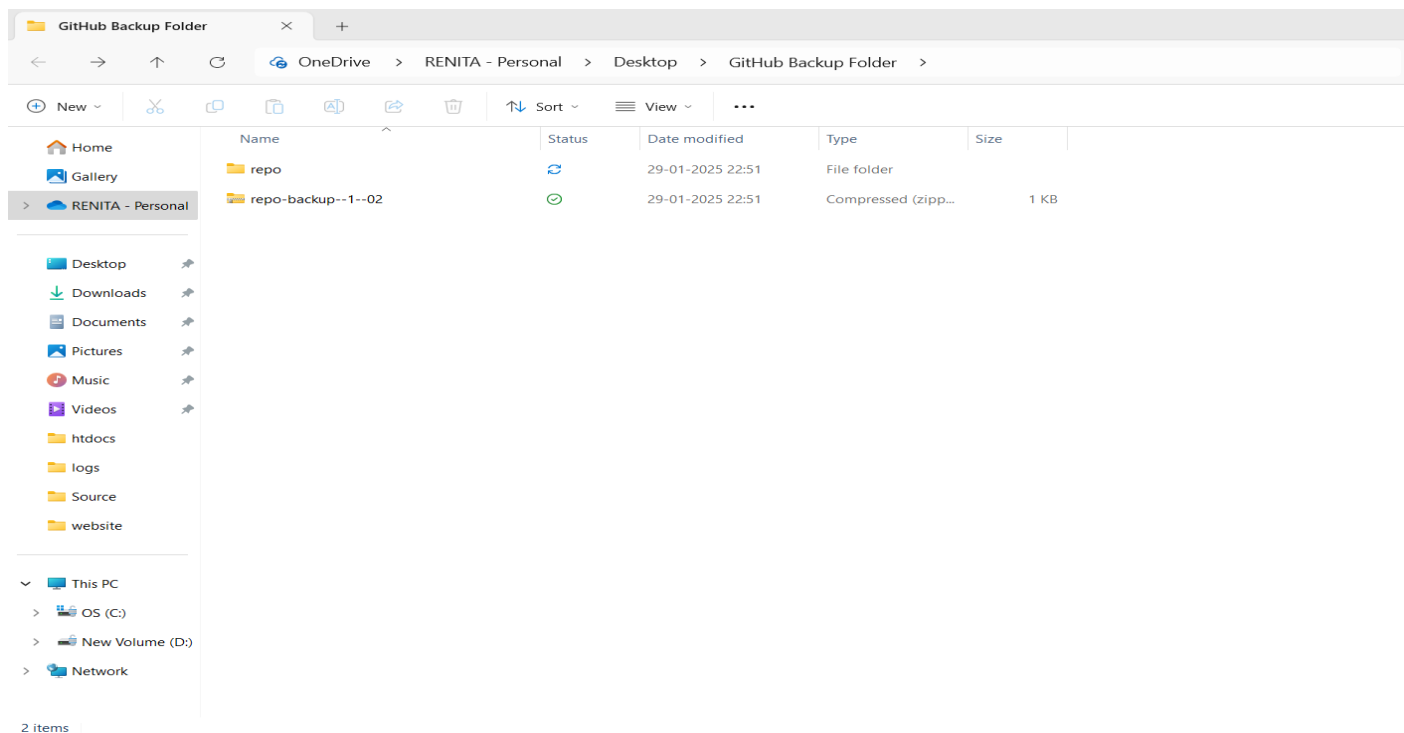 GitHub Backup Folder
OneDrive > RENITA - Personal > Desktop > GitHub Backup Folder >
New Sort View
Name Status Date modified Type Size
repo 29-01-2025 22:51 File folder
repo-backup--1--02 29-01-2025 22:51 Compressed (zipp... 1 KB
Home
Gallery
RENITA - Personal
Desktop
Downloads
Documents
Pictures
Music
Videos
htdocs
logs
Source
website
This PC
OS (C:)
New Volume (D:)
Network
2 items